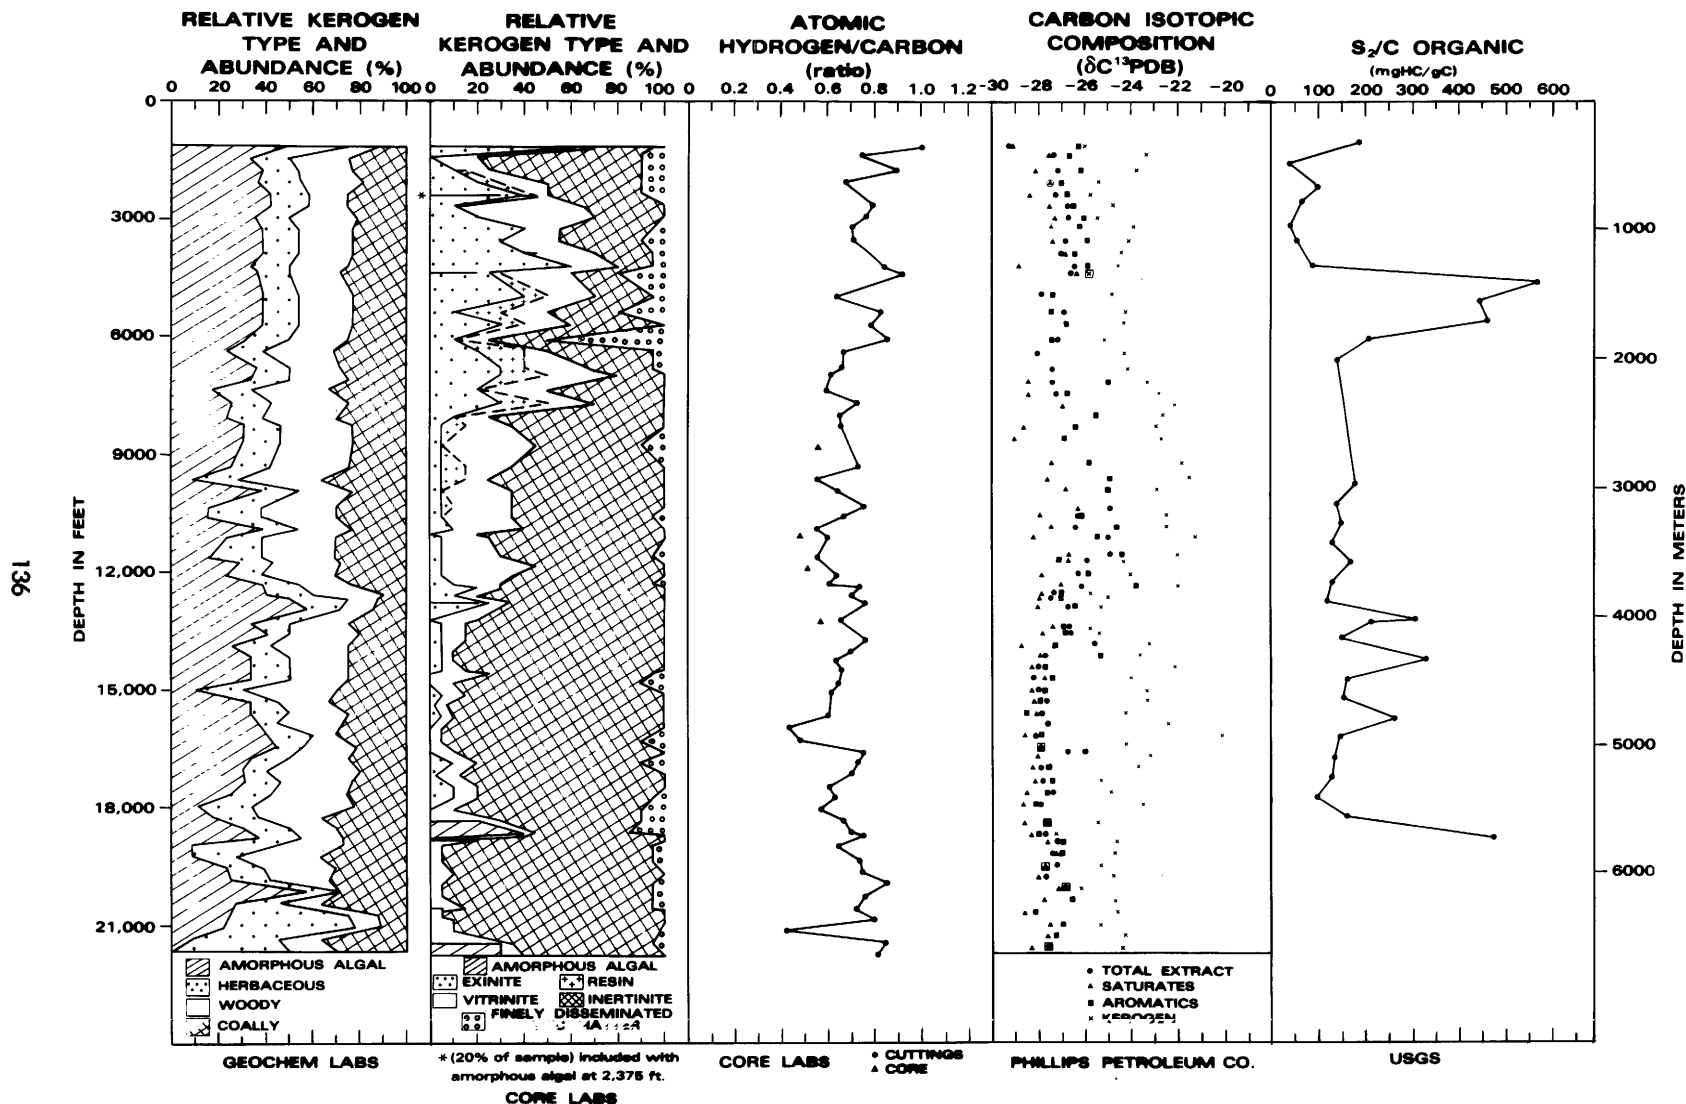 RELATIVE KEROGEN
TYPE AND
ABUNDANCE (%)
0 20 40 60 80 100
RELATIVE
KEROGEN TYPE AND
ABUNDANCE (%)
0 20 40 60 80 100
ATOMIC
HYDROGEN/CARBON
(ratio)
0 0.2 0.4 0.6 0.8 1.0 1.2
CARBON ISOTOPIC
COMPOSITION
(δC¹³PDB)
-30 -28 -26 -24 -22 -20
S₂/C ORGANIC
(mgHC/gC)
0 100 200 300 400 500 600
DEPTH IN FEET
0
3000
6000
9000
12,000
15,000
18,000
21,000
*
1000
2000
3000
4000
5000
6000
DEPTH IN METERS
136
AMORPHOUS ALGAL
HERBACEOUS
WOODY
COALLY
GEOCHEM LABS
AMORPHOUS ALGAL
EXINITE RESIN
VITRINITE INERTINITE
FINELY DISSEMINATED
*(20% of sample) included with
amorphous algal at 2,375 ft.
CORE LABS
CORE LABS
• CUTTINGS
▲ CORE
• TOTAL EXTRACT
▲ SATURATES
■ AROMATICS
× KEROGEN
PHILLIPS PETROLEUM CO.
USGS